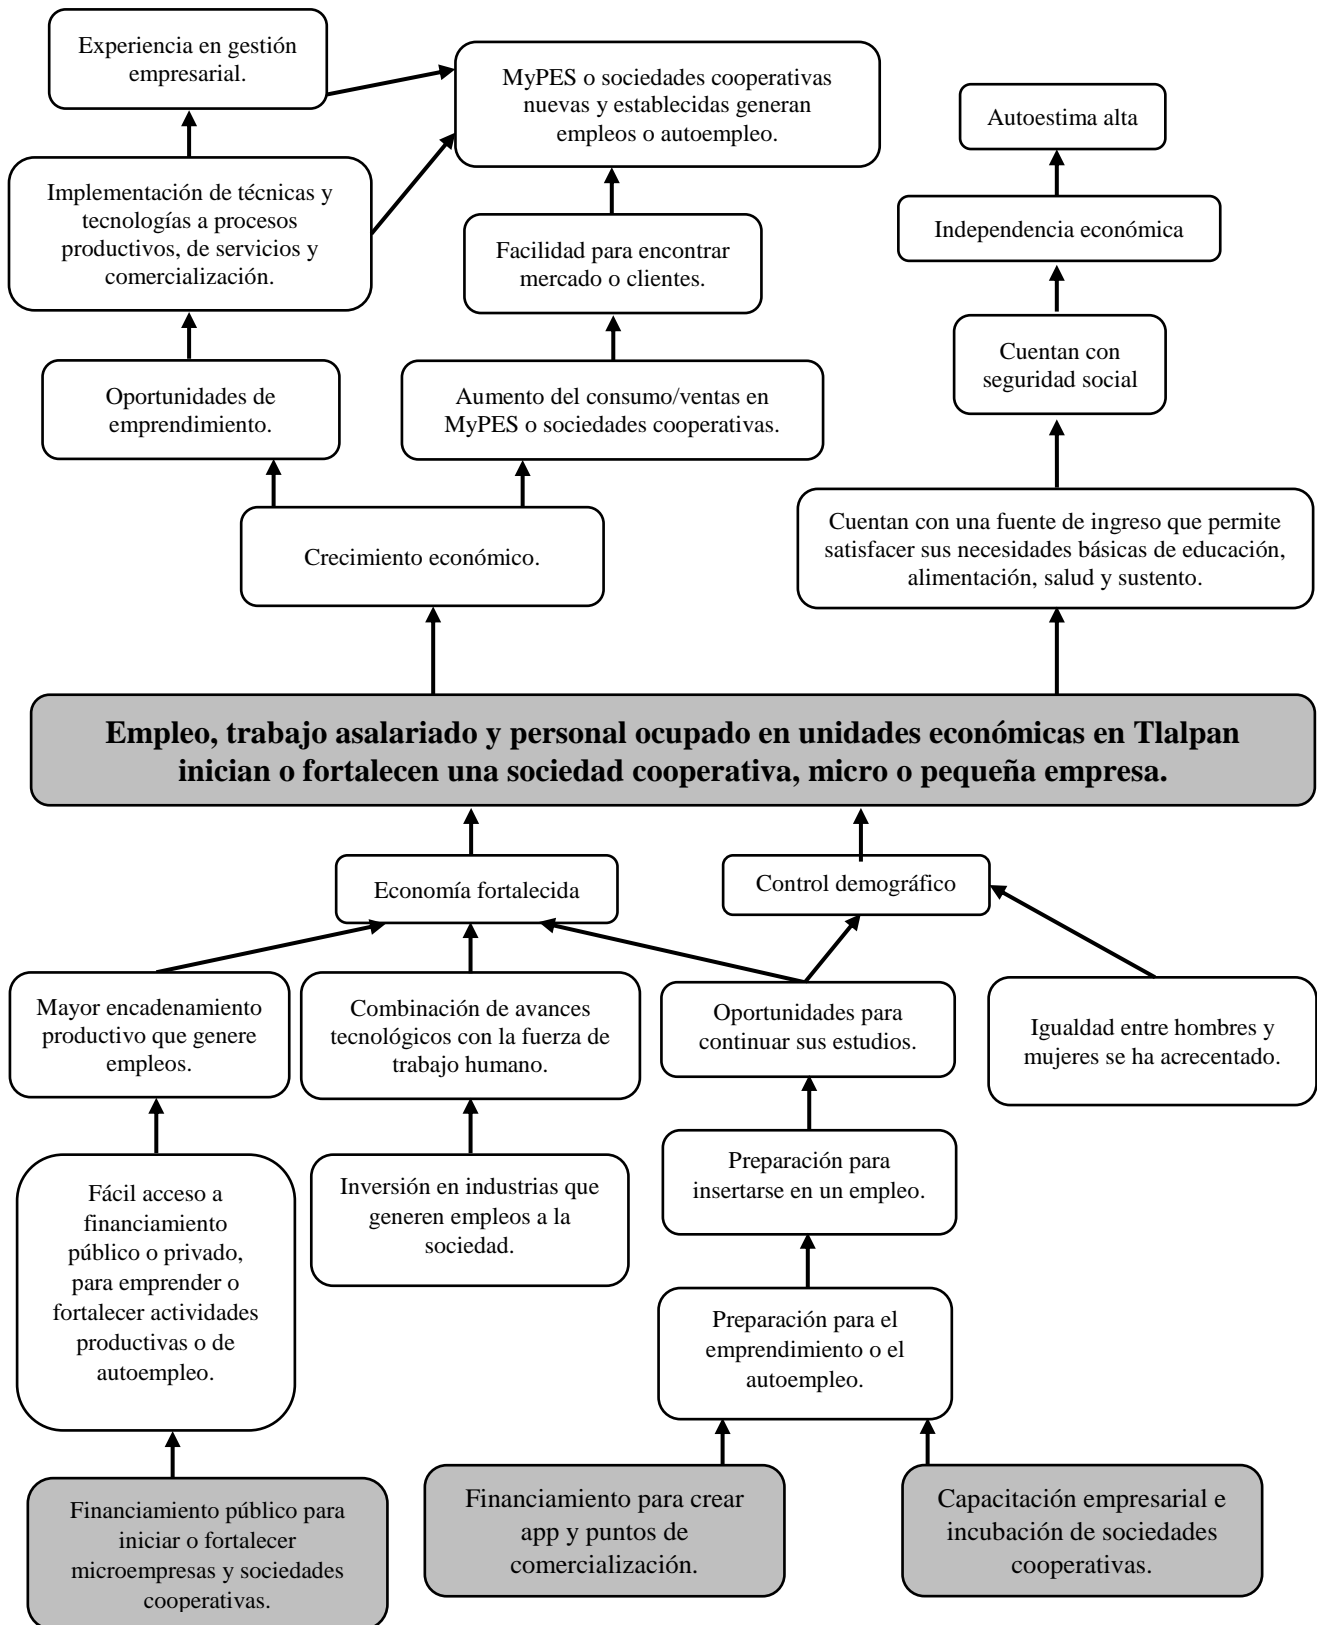 Experiencia en gestión
empresarial.
MyPES o sociedades cooperativas
nuevas y establecidas generan
empleos o autoempleo.
Autoestima alta
Implementación de técnicas y
tecnologías a procesos
productivos, de servicios y
comercialización.
Facilidad para encontrar
mercado o clientes.
Independencia económica
Cuentan con
seguridad social
Oportunidades de
emprendimiento.
Aumento del consumo/ventas en
MyPES o sociedades cooperativas.
Crecimiento económico.
Cuentan con una fuente de ingreso que permite
satisfacer sus necesidades básicas de educación,
alimentación, salud y sustento.
Empleo, trabajo asalariado y personal ocupado en unidades económicas en Tlalpan
inician o fortalecen una sociedad cooperativa, micro o pequeña empresa.
Economía fortalecida
Control demográfico
Mayor encadenamiento
productivo que genere
empleos.
Combinación de avances
tecnológicos con la fuerza de
trabajo humano.
Oportunidades para
continuar sus estudios.
Igualdad entre hombres y
mujeres se ha acrecentado.
Fácil acceso a
financiamiento
público o privado,
para emprender o
fortalecer actividades
productivas o de
autoempleo.
Inversión en industrias que
generen empleos a la
sociedad.
Preparación para
insertarse en un empleo.
Preparación para el
emprendimiento o el
autoempleo.
Financiamiento público para
iniciar o fortalecer
microempresas y sociedades
cooperativas.
Financiamiento para crear
app y puntos de
comercialización.
Capacitación empresarial e
incubación de sociedades
cooperativas.